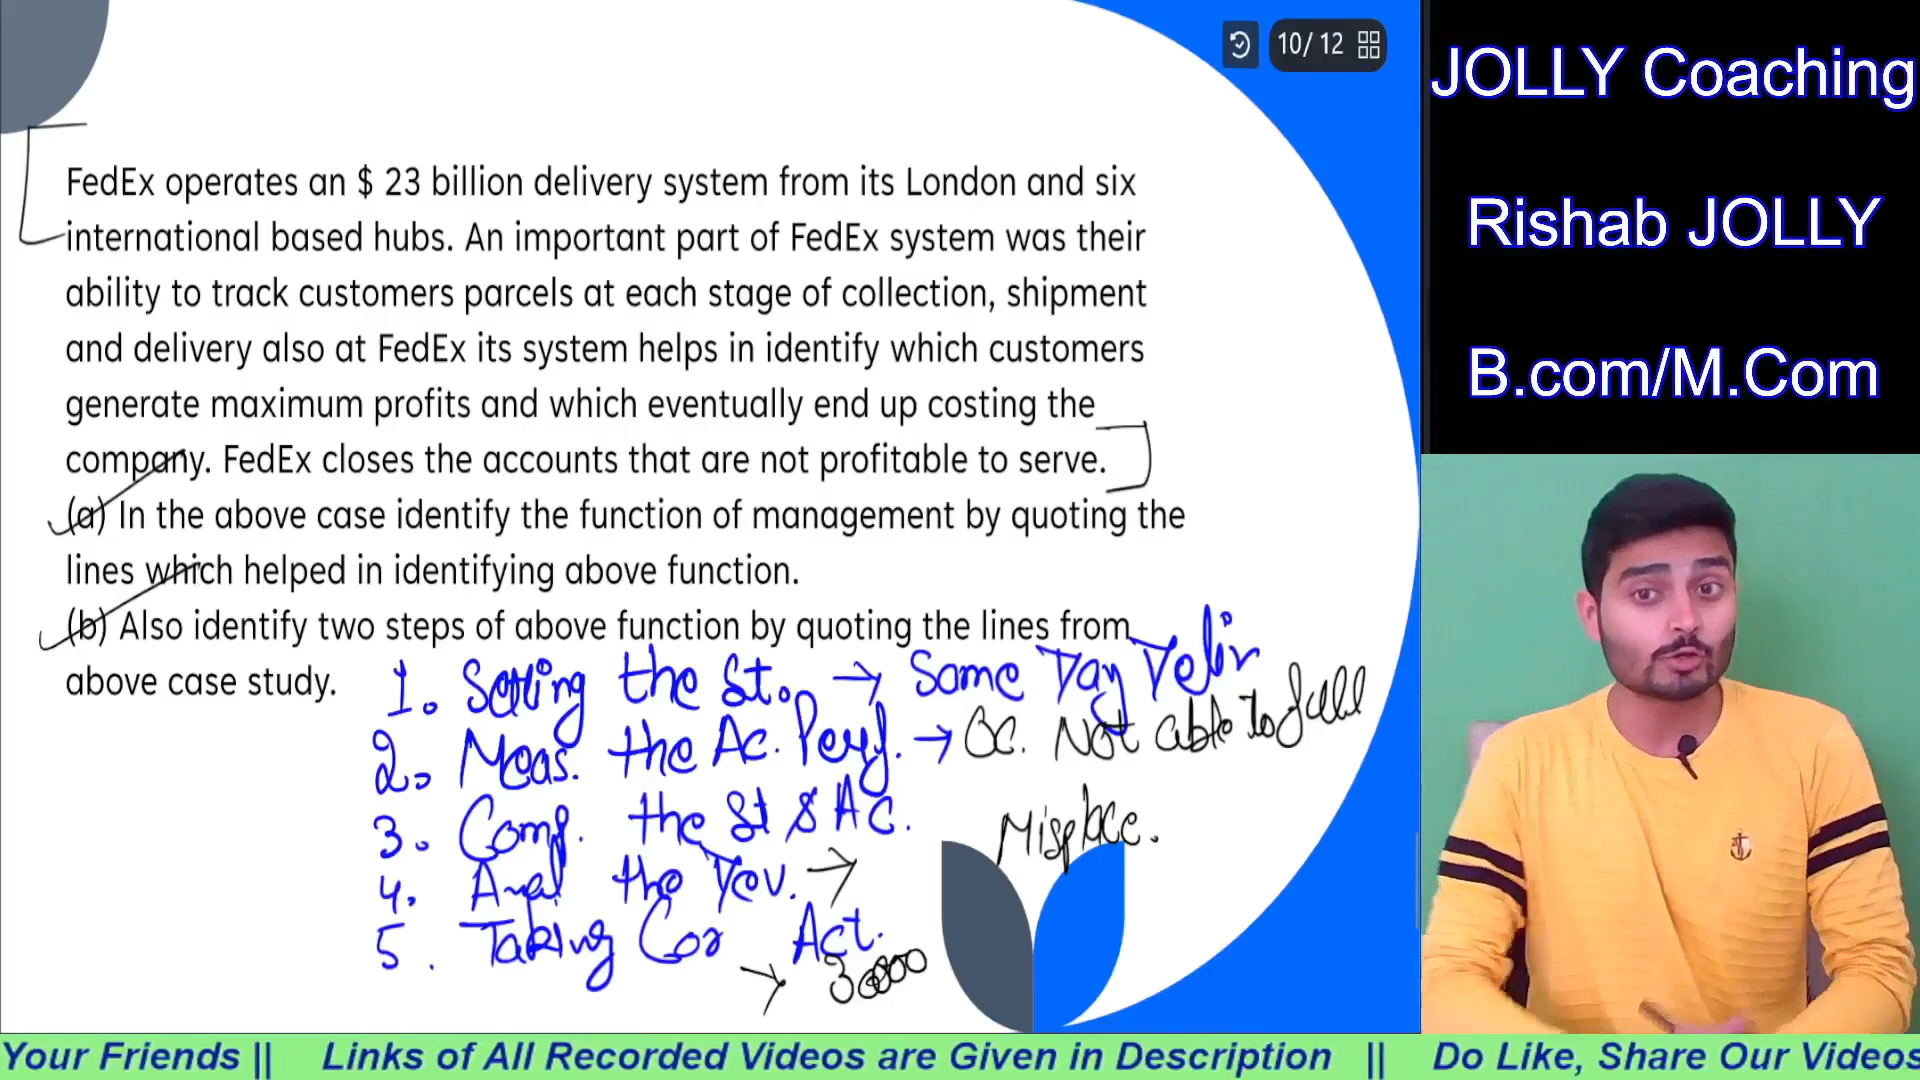 10/ 12
JOLLY Coaching
Rishab JOLLY
B.com/M.Com
FedEx operates an $ 23 billion delivery system from its London and six
international based hubs. An important part of FedEx system was their
ability to track customers parcels at each stage of collection, shipment
and delivery also at FedEx its system helps in identify which customers
generate maximum profits and which eventually end up costing the
company. FedEx closes the accounts that are not profitable to serve.
(a) In the above case identify the function of management by quoting the
lines which helped in identifying above function.
(b) Also identify two steps of above function by quoting the lines from
above case study.
1. Setting the St. → Same Day Deliv
2. Meas. the Ac. Perf. → Oc. Not able to full
3. Comp. the St & Ac.
Misplace.
4. Anal the Dev. →
5. Taking Cor Act.
→
Your Friends || Links of All Recorded Videos are Given in Description || Do Like, Share Our Videos